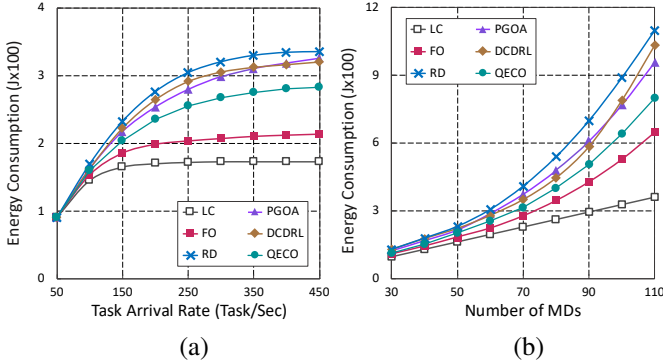 Energy Consumption (Jx100)
4
3
2
1
0
LC
FO
RD
PGOA
DCDRL
QECO
50 150 250 350 450
Task Arrival Rate (Task/Sec)
(a)
Energy Consumption (Jx100)
12
9
6
3
0
LC
FO
RD
PGOA
DCDRL
QECO
30 50 70 90 110
Number of MDs
(b)